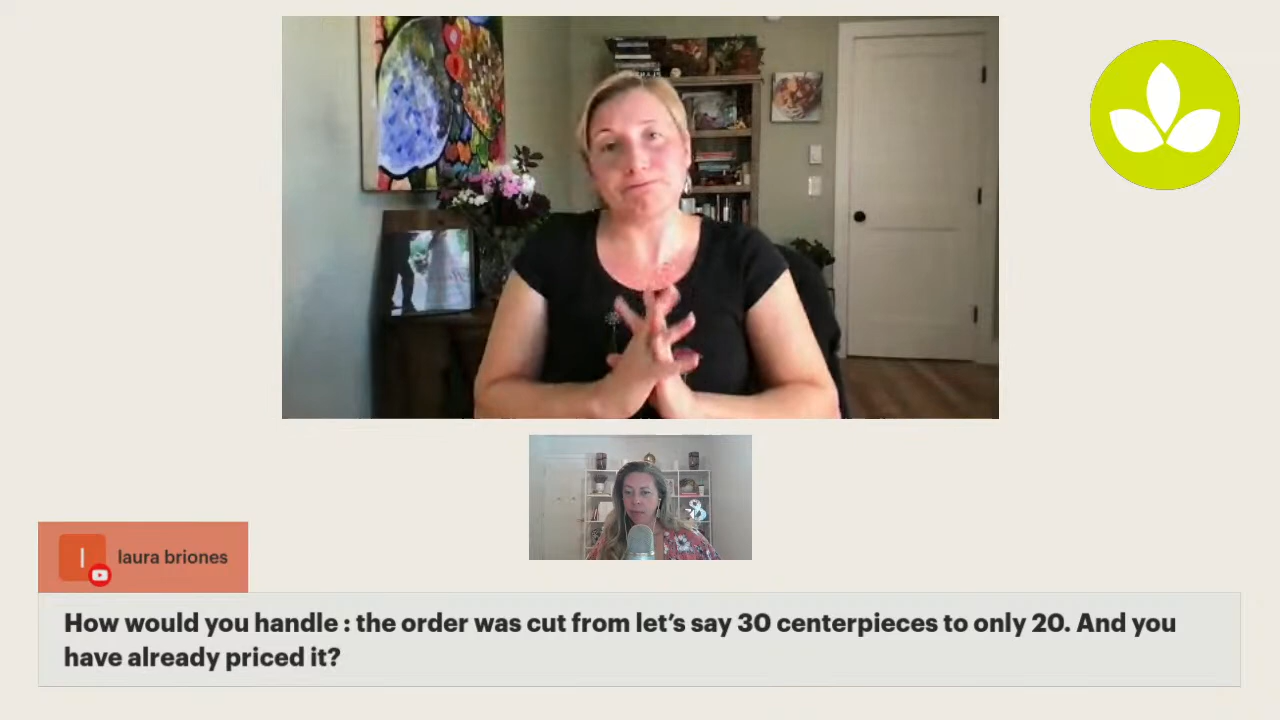 l
laura briones
How would you handle : the order was cut from let's say 30 centerpieces to only 20. And you
have already priced it?